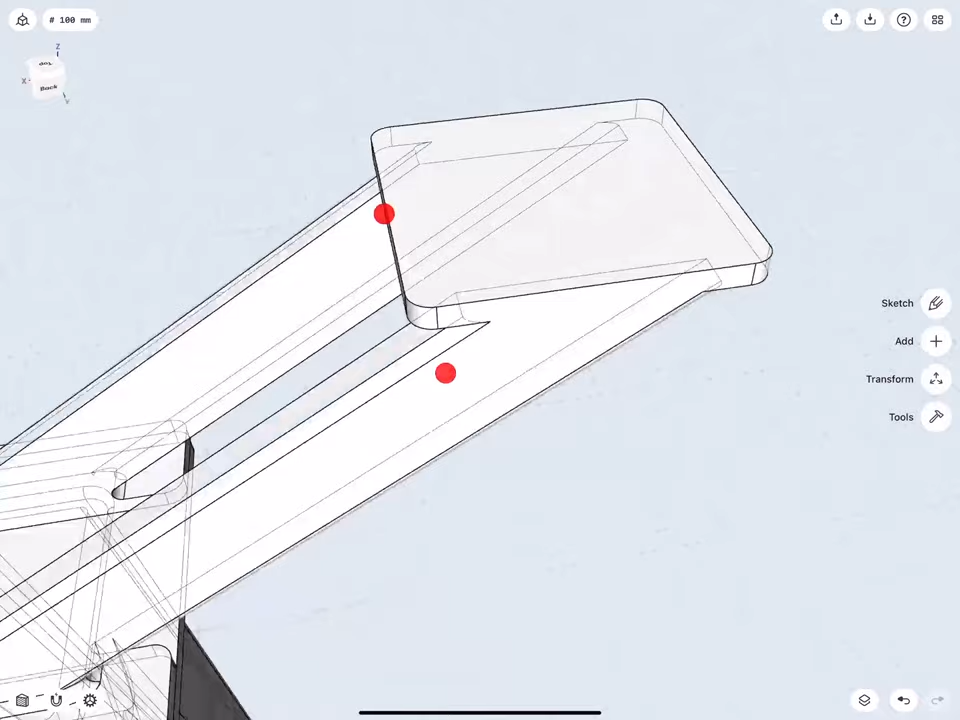 # 100 mm
Z
Top
X
Back
Y
Sketch
Add
Transform
Tools